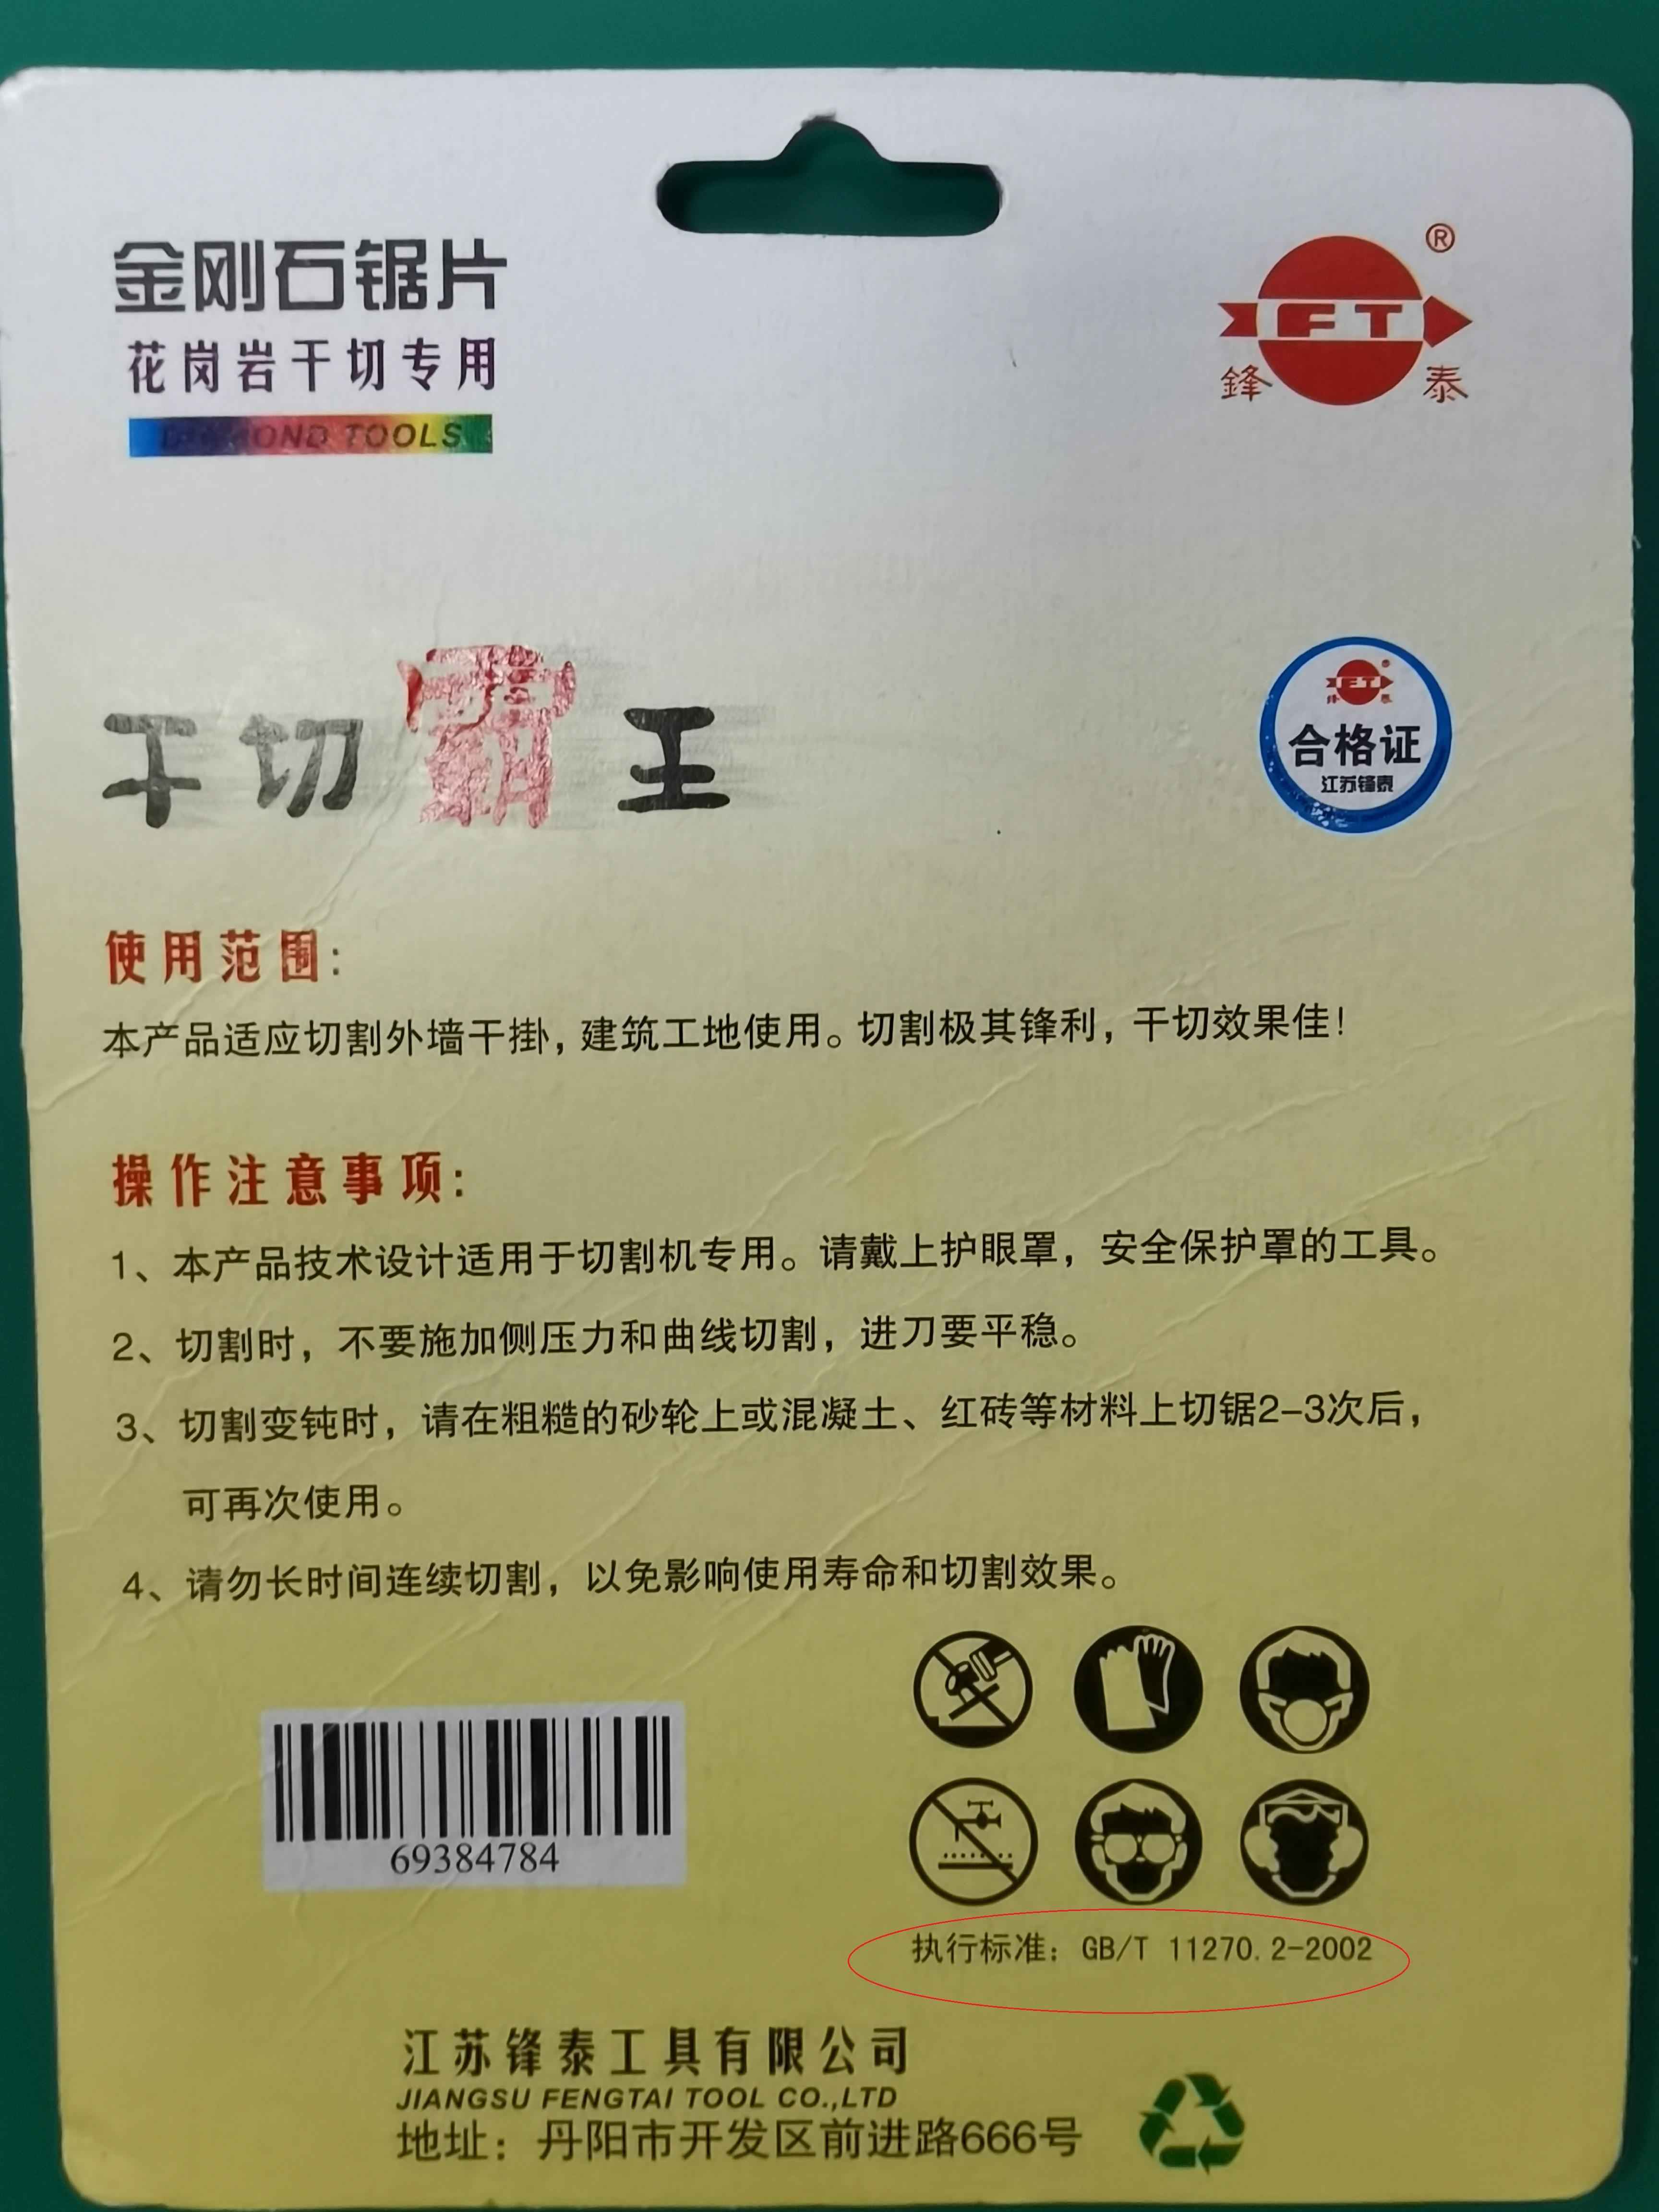 金刚石锯片
花岗岩干切专用
DIAMOND TOOLS
®
FT
鋒 泰
干切霸王
FT
鋒 泰
合格证
江苏锋泰
使用范围:
本产品适应切割外墙干掛，建筑工地使用。切割极其锋利，干切效果佳！
操作注意事项:
1、本产品技术设计适用于切割机专用。请戴上护眼罩，安全保护罩的工具。
2、切割时，不要施加侧压力和曲线切割，进刀要平稳。
3、切割变钝时，请在粗糙的砂轮上或混凝土、红砖等材料上切锯2-3次后，
可再次使用。
4、请勿长时间连续切割，以免影响使用寿命和切割效果。
69384784
执行标准：GB/T 11270.2-2002
江苏锋泰工具有限公司
JIANGSU FENGTAI TOOL CO.,LTD
地址：丹阳市开发区前进路666号